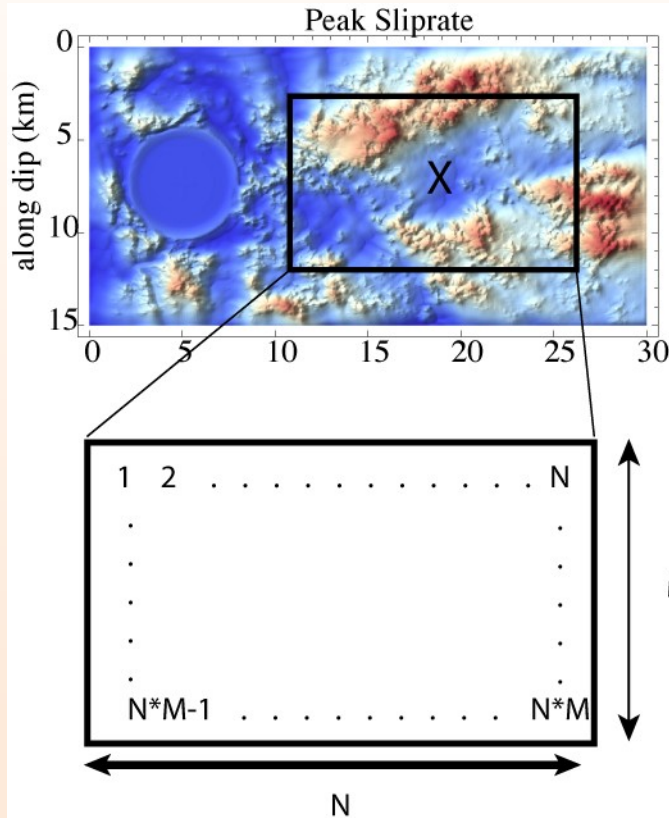 Peak Sliprate
0
5
10
15
along dip (km)
X
0 5 10 15 20 25 30
1 2 . . . . . . . . . . . N
N*M-1 . . . . . . . . . N*M
N